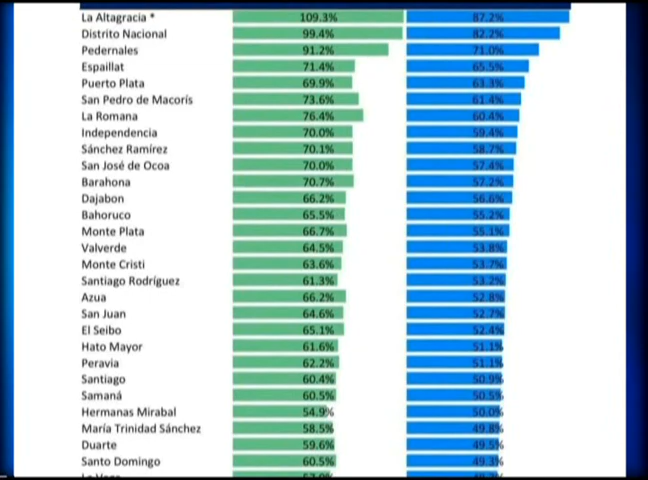 La Altagracia * 109.3% 87.2%
Distrito Nacional 99.4% 82.2%
Pedernales 91.2% 71.0%
Espaillat 71.4% 65.5%
Puerto Plata 69.9% 63.3%
San Pedro de Macorís 73.6% 61.4%
La Romana 76.4% 60.4%
Independencia 70.0% 59.4%
Sánchez Ramírez 70.1% 58.7%
San José de Ocoa 70.0% 57.4%
Barahona 70.7% 57.2%
Dajabon 66.2% 56.6%
Bahoruco 65.5% 55.2%
Monte Plata 66.7% 55.1%
Valverde 64.5% 53.8%
Monte Cristi 63.6% 53.7%
Santiago Rodríguez 61.3% 53.2%
Azua 66.2% 52.8%
San Juan 64.6% 52.7%
El Seibo 65.1% 52.4%
Hato Mayor 61.6% 51.1%
Peravia 62.2% 51.1%
Santiago 60.4% 50.9%
Samaná 60.5% 50.5%
Hermanas Mirabal 54.9% 50.0%
María Trinidad Sánchez 58.5% 49.8%
Duarte 59.6% 49.5%
Santo Domingo 60.5% 49.3%